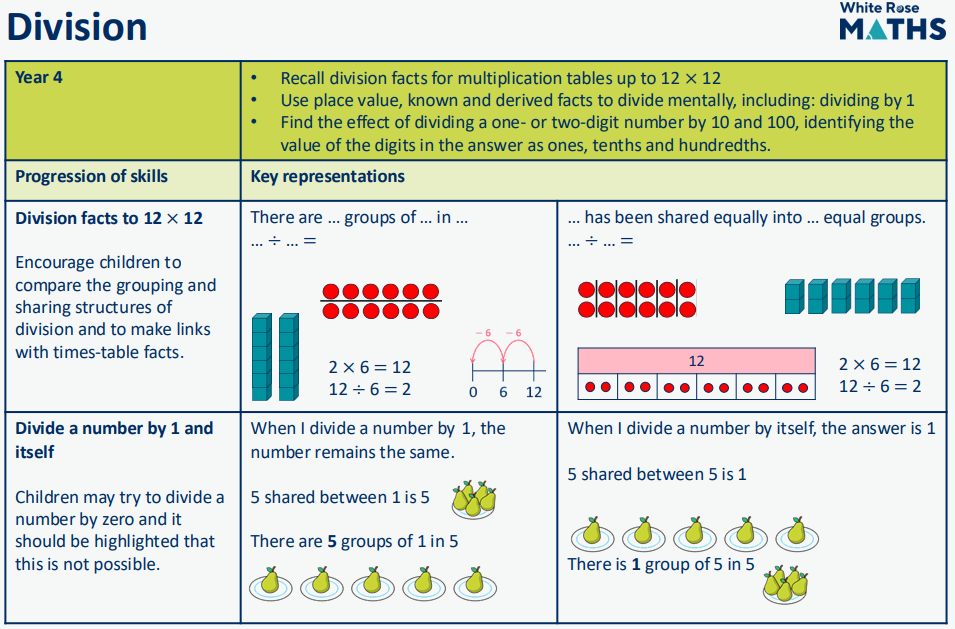 Division
White Rose
MATHS
Year 4
• Recall division facts for multiplication tables up to 12 × 12
• Use place value, known and derived facts to divide mentally, including: dividing by 1
• Find the effect of dividing a one- or two-digit number by 10 and 100, identifying the
value of the digits in the answer as ones, tenths and hundredths.
Progression of skills
Key representations
Division facts to 12 × 12
Encourage children to
compare the grouping and
sharing structures of
division and to make links
with times-table facts.
There are ... groups of ... in ...
... ÷ ... =
2 × 6 = 12
12 ÷ 6 = 2
− 6 − 6
0 6 12
... has been shared equally into ... equal groups.
... ÷ ... =
12
2 × 6 = 12
12 ÷ 6 = 2
Divide a number by 1 and
itself
Children may try to divide a
number by zero and it
should be highlighted that
this is not possible.
When I divide a number by 1, the
number remains the same.
5 shared between 1 is 5
There are 5 groups of 1 in 5
When I divide a number by itself, the answer is 1
5 shared between 5 is 1
There is 1 group of 5 in 5